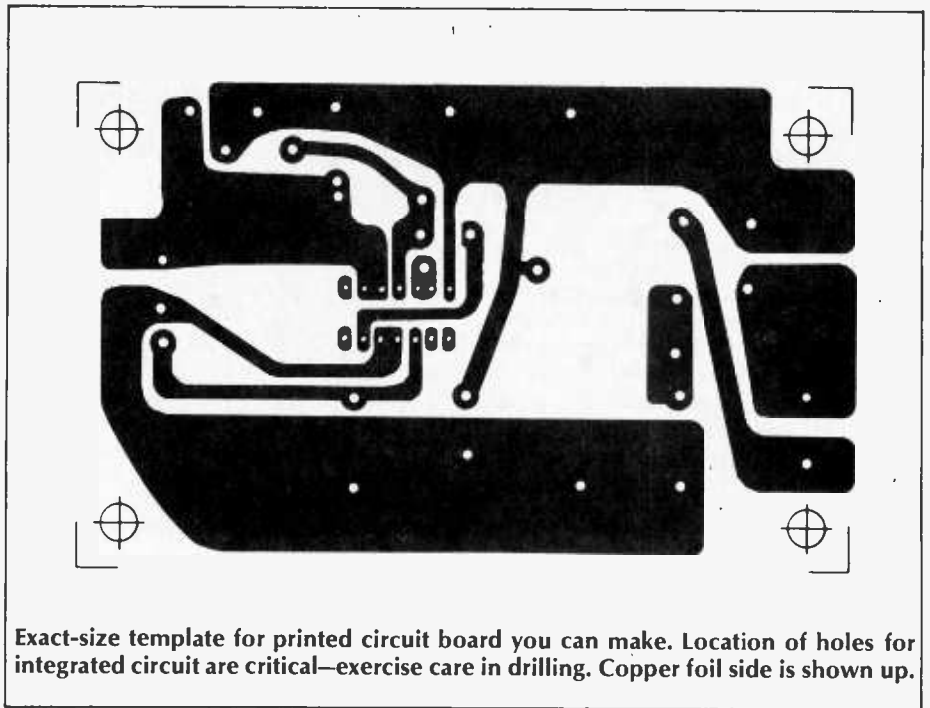 Exact-size template for printed circuit board you can make. Location of holes for
integrated circuit are critical—exercise care in drilling. Copper foil side is shown up.